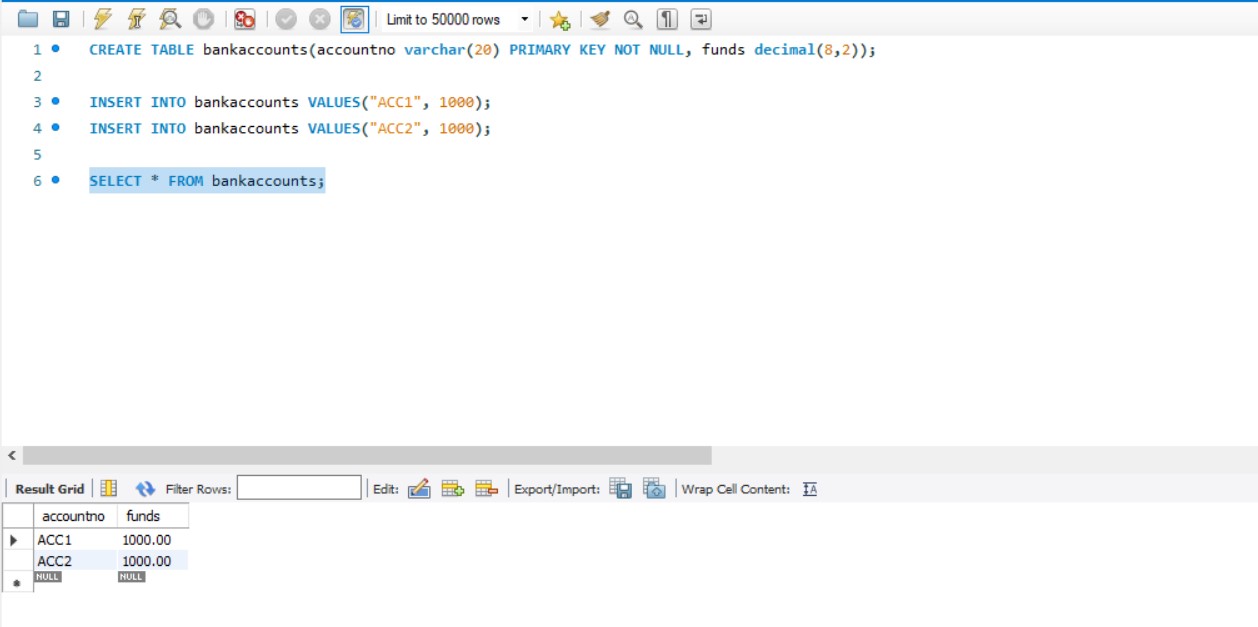 Limit to 50000 rows
1 CREATE TABLE bankaccounts(accountno varchar(20) PRIMARY KEY NOT NULL, funds decimal(8,2));
2
3 INSERT INTO bankaccounts VALUES("ACC1", 1000);
4 INSERT INTO bankaccounts VALUES("ACC2", 1000);
5
6 SELECT * FROM bankaccounts;
Result Grid Filter Rows: Edit: Export/Import: Wrap Cell Content: IA
accountno funds
ACC1 1000.00
ACC2 1000.00
NULL NULL